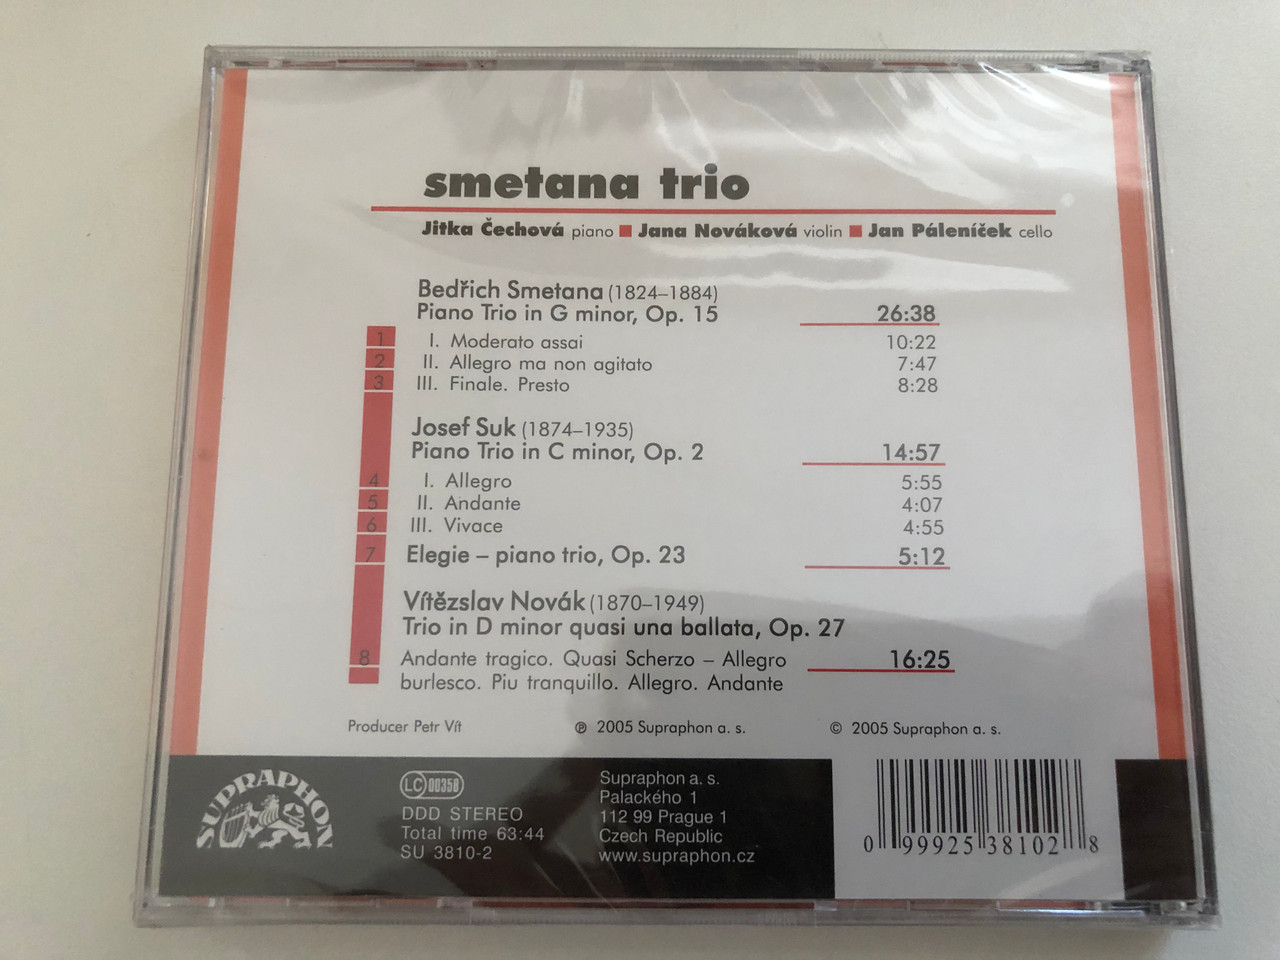 smetana trio
Jitka Čechová piano ■ Jana Nováková violin ■ Jan Páleníček cello
Bedřich Smetana (1824–1884)
Piano Trio in G minor, Op. 15 26:38
1 I. Moderato assai 10:22
2 II. Allegro ma non agitato 7:47
3 III. Finale. Presto 8:28
Josef Suk (1874–1935)
Piano Trio in C minor, Op. 2 14:57
4 I. Allegro 5:55
5 II. Andante 4:07
6 III. Vivace 4:55
7 Elegie – piano trio, Op. 23 5:12
Vítězslav Novák (1870–1949)
Trio in D minor quasi una ballata, Op. 27
8 Andante tragico. Quasi Scherzo – Allegro 16:25
burlesco. Piu tranquillo. Allegro. Andante
Producer Petr Vít ℗ 2005 Supraphon a. s. © 2005 Supraphon a. s.
SUPRAPHON
LC 00358
DDD STEREO
Total time 63:44
SU 3810-2
Supraphon a. s.
Palackého 1
112 99 Prague 1
Czech Republic
www.supraphon.cz
0 99925 38102 8